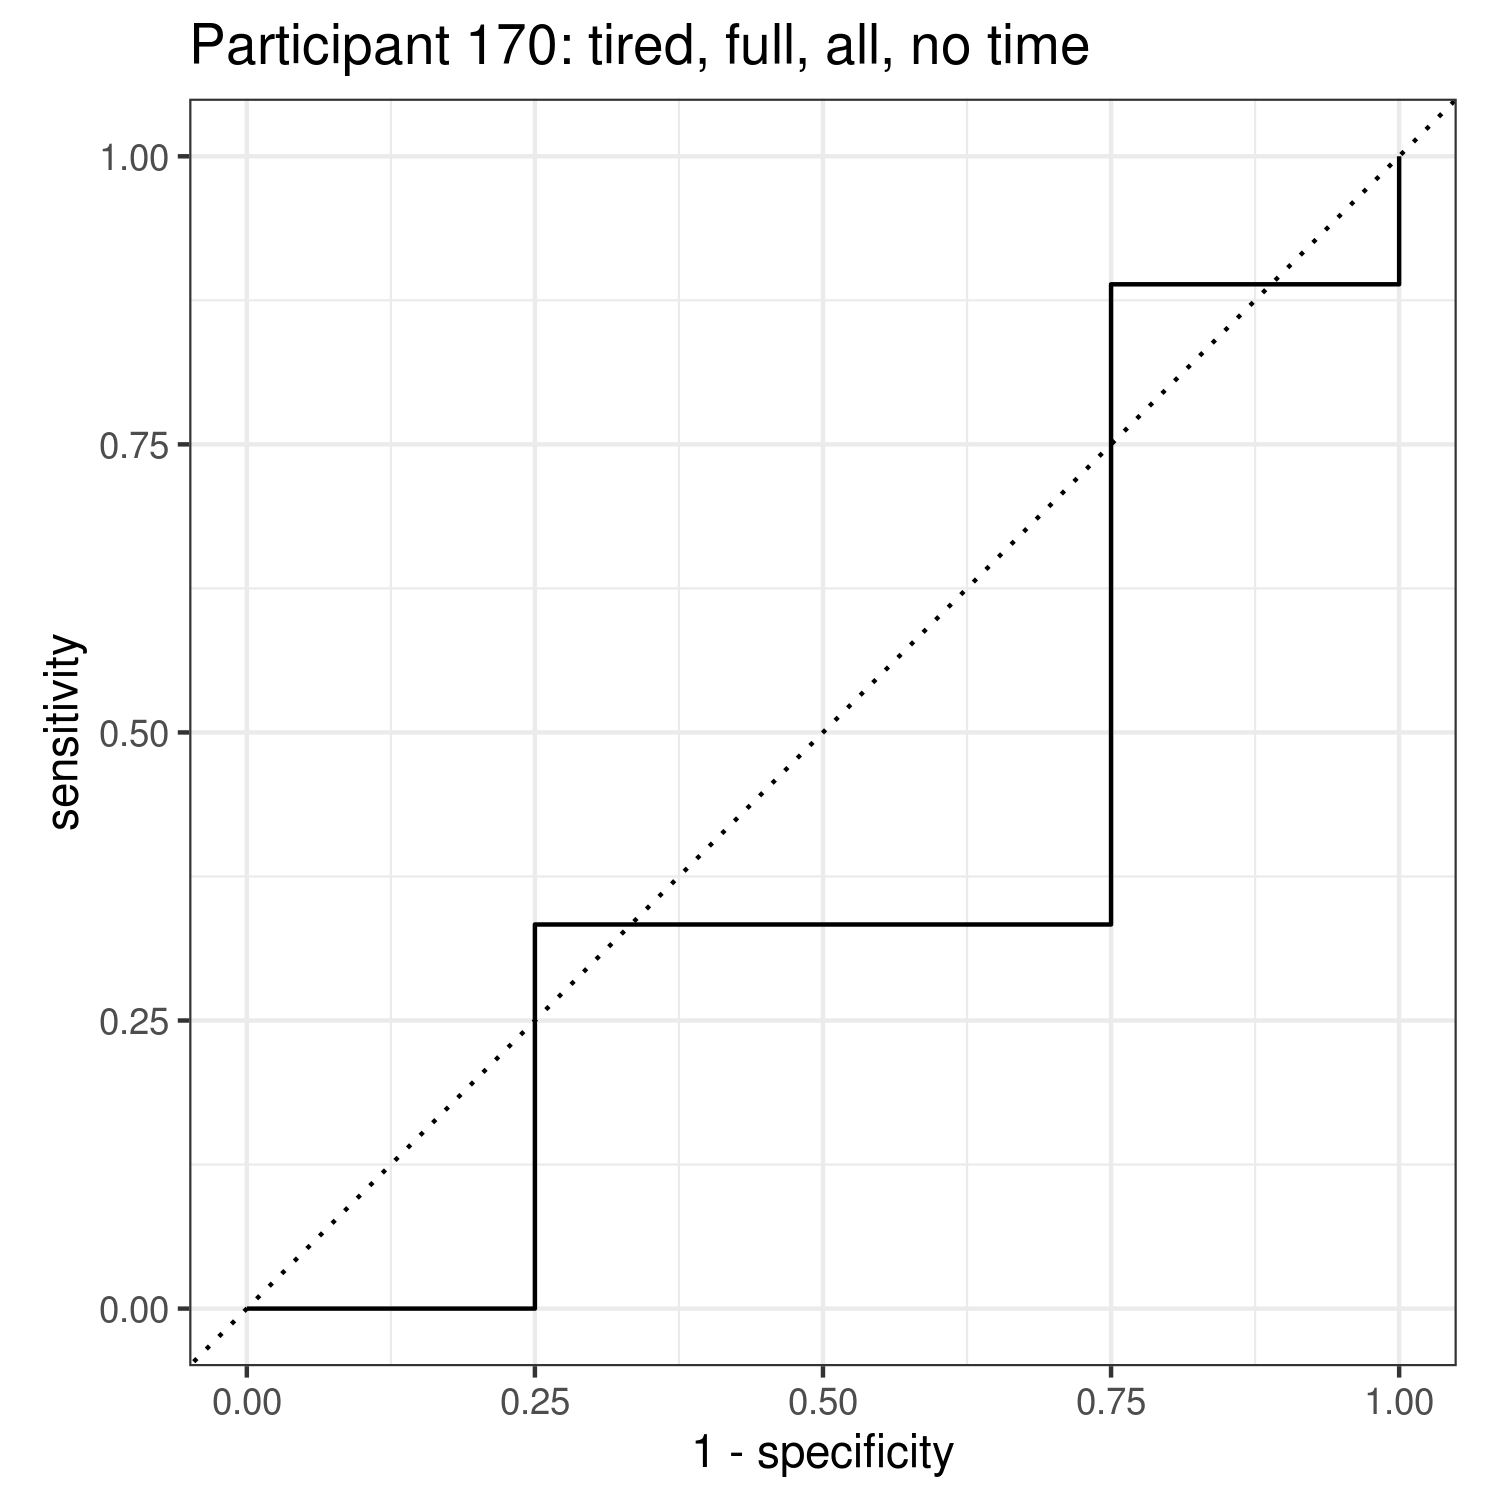 Participant 170: tired, full, all, no time
1.00
0.75
0.50
0.25
0.00
sensitivity
0.00 0.25 0.50 0.75 1.00
1 - specificity